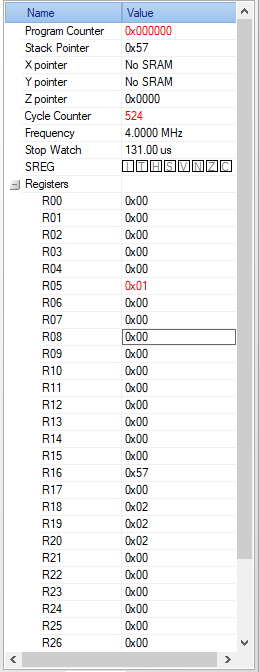 Name Value
Program Counter 0x000000
Stack Pointer 0x57
X pointer No SRAM
Y pointer No SRAM
Z pointer 0x0000
Cycle Counter 524
Frequency 4.0000 MHz
Stop Watch 131.00 us
SREG I T H S V N Z C
Registers
R00 0x00
R01 0x00
R02 0x00
R03 0x00
R04 0x00
R05 0x01
R06 0x00
R07 0x00
R08 0x00
R09 0x00
R10 0x00
R11 0x00
R12 0x00
R13 0x00
R14 0x00
R15 0x00
R16 0x57
R17 0x00
R18 0x02
R19 0x02
R20 0x02
R21 0x00
R22 0x00
R23 0x00
R24 0x00
R25 0x00
R26 0x00